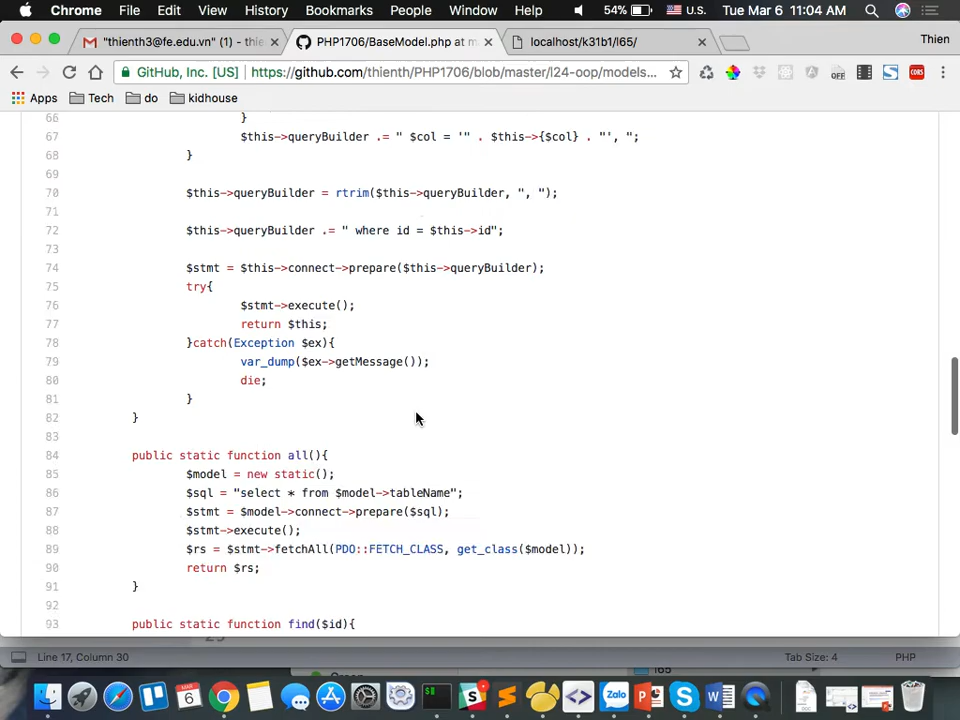 Chrome File Edit View History Bookmarks People Window Help 54% U.S. Tue Mar 6 11:04 AM
"thienth3@fe.edu.vn" (1) - thient PHP1706/BaseModel.php at m localhost/k31b1/l65/ Thien
GitHub, Inc. [US] https://github.com/thienth/PHP1706/blob/master/l24-oop/models...
OFF CORS
Apps Tech do kidhouse
66 }
67 $this->queryBuilder .= " $col = '" . $this->{$col} . "', ";
68 }
69
70 $this->queryBuilder = rtrim($this->queryBuilder, ", ");
71
72 $this->queryBuilder .= " where id = $this->id";
73
74 $stmt = $this->connect->prepare($this->queryBuilder);
75 try{
76 $stmt->execute();
77 return $this;
78 }catch(Exception $ex){
79 var_dump($ex->getMessage());
80 die;
81 }
82 }
83
84 public static function all(){
85 $model = new static();
86 $sql = "select * from $model->tableName";
87 $stmt = $model->connect->prepare($sql);
88 $stmt->execute();
89 $rs = $stmt->fetchAll(PDO::FETCH_CLASS, get_class($model));
90 return $rs;
91 }
92
93 public static function find($id){
Line 17, Column 30 Tab Size: 4 PHP
MAR
6
Zalo